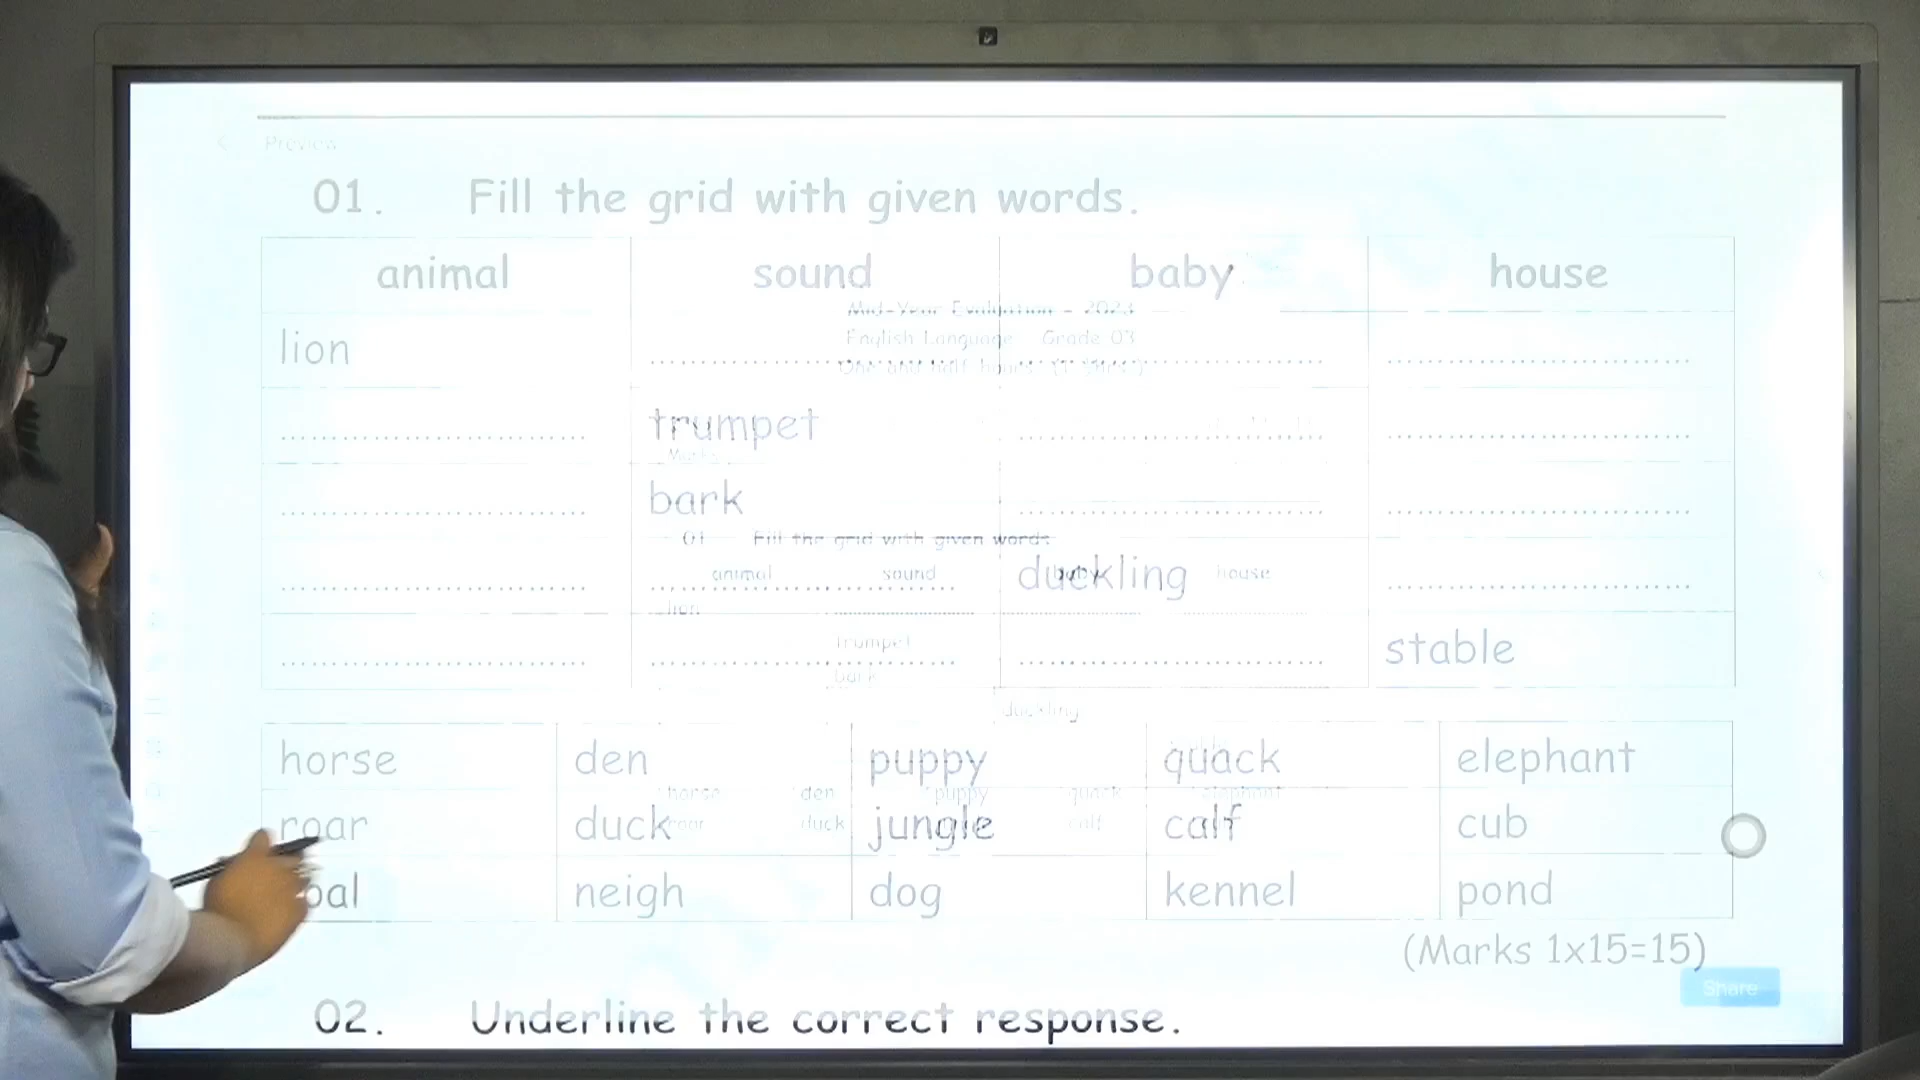 Preview
01. Fill the grid with given words.
animal sound baby house
Mid-Year Evaluation - 2023
English Language Grade 03
lion
trumpet
Marks
bark
01 Fill the grid with given words
duckling
animal sound baby house
lion
trumpet
stable
bark
duckling
horse den puppy quack elephant
horse den puppy quack elephant
roar duck jungle calf cub
roar duck calf
neigh dog kennel pond
(Marks 1x15=15)
Share
02. Underline the correct response.